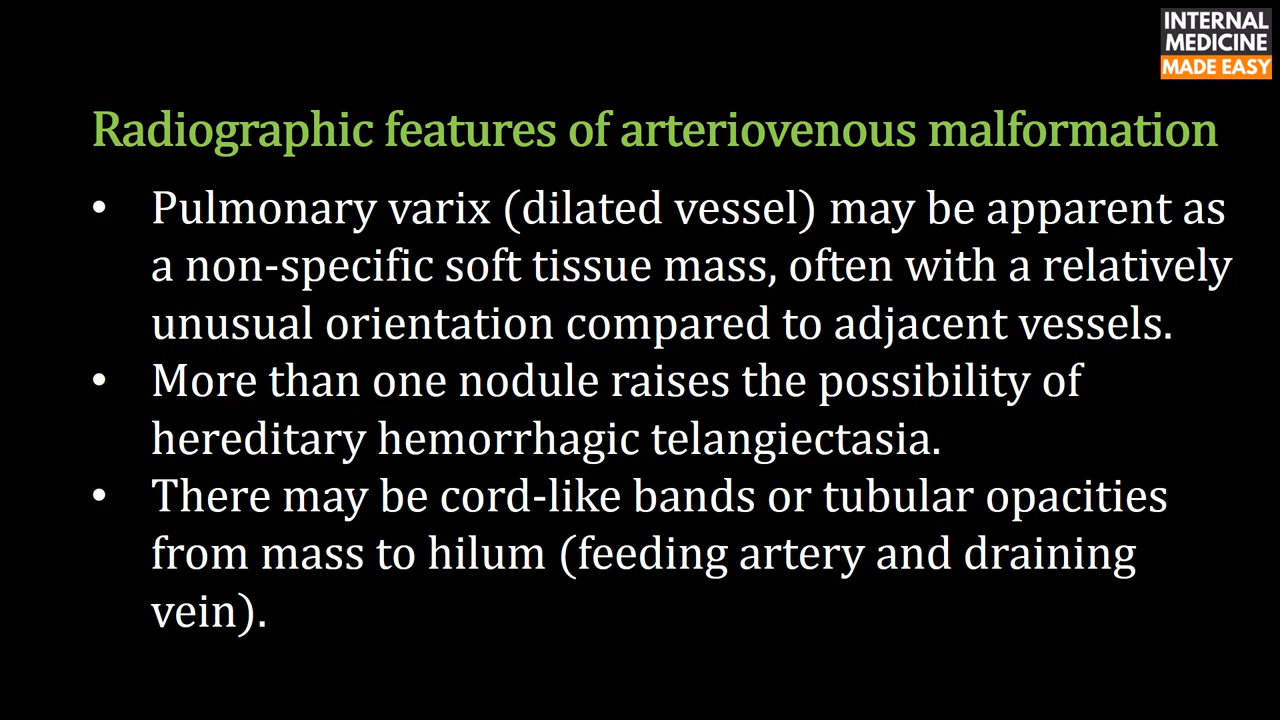 INTERNAL
MEDICINE
MADE EASY
Radiographic features of arteriovenous malformation
• Pulmonary varix (dilated vessel) may be apparent as
a non-specific soft tissue mass, often with a relatively
unusual orientation compared to adjacent vessels.
• More than one nodule raises the possibility of
hereditary hemorrhagic telangiectasia.
• There may be cord-like bands or tubular opacities
from mass to hilum (feeding artery and draining
vein).